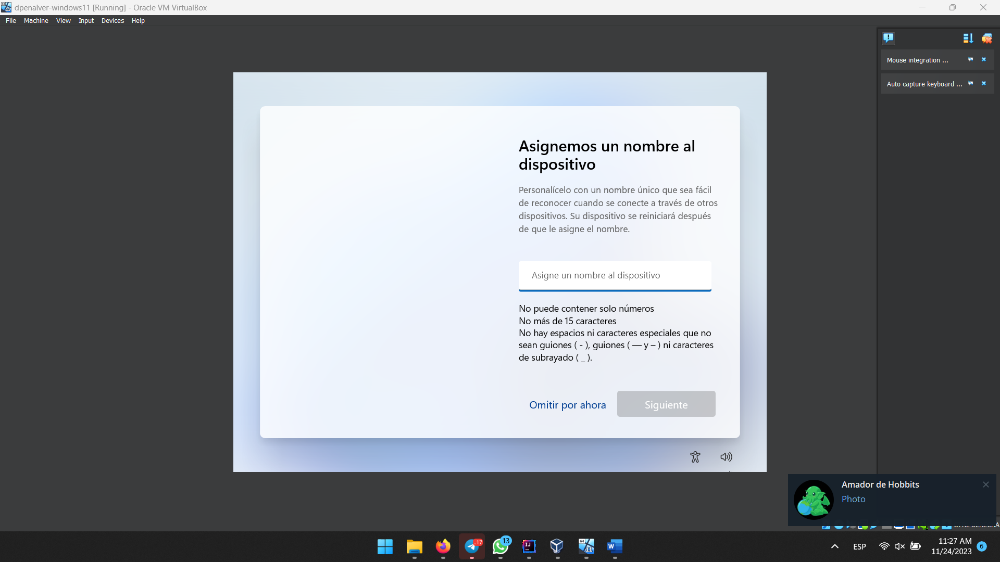 dpenalver-windows11 [Running] - Oracle VM VirtualBox
File Machine View Input Devices Help
Mouse integration ...
Auto capture keyboard ...
Asignemos un nombre al
dispositivo
Personalícelo con un nombre único que sea fácil
de reconocer cuando se conecte a través de otros
dispositivos. Su dispositivo se reiniciará después
de que le asigne el nombre.
Asigne un nombre al dispositivo
No puede contener solo números
No más de 15 caracteres
No hay espacios ni caracteres especiales que no
sean guiones ( - ), guiones ( — y – ) ni caracteres
de subrayado ( _ ).
Omitir por ahora
Siguiente
Amador de Hobbits
Photo
..17
13
IJ
64
11
W
ESP
11:27 AM
11/24/2023
6